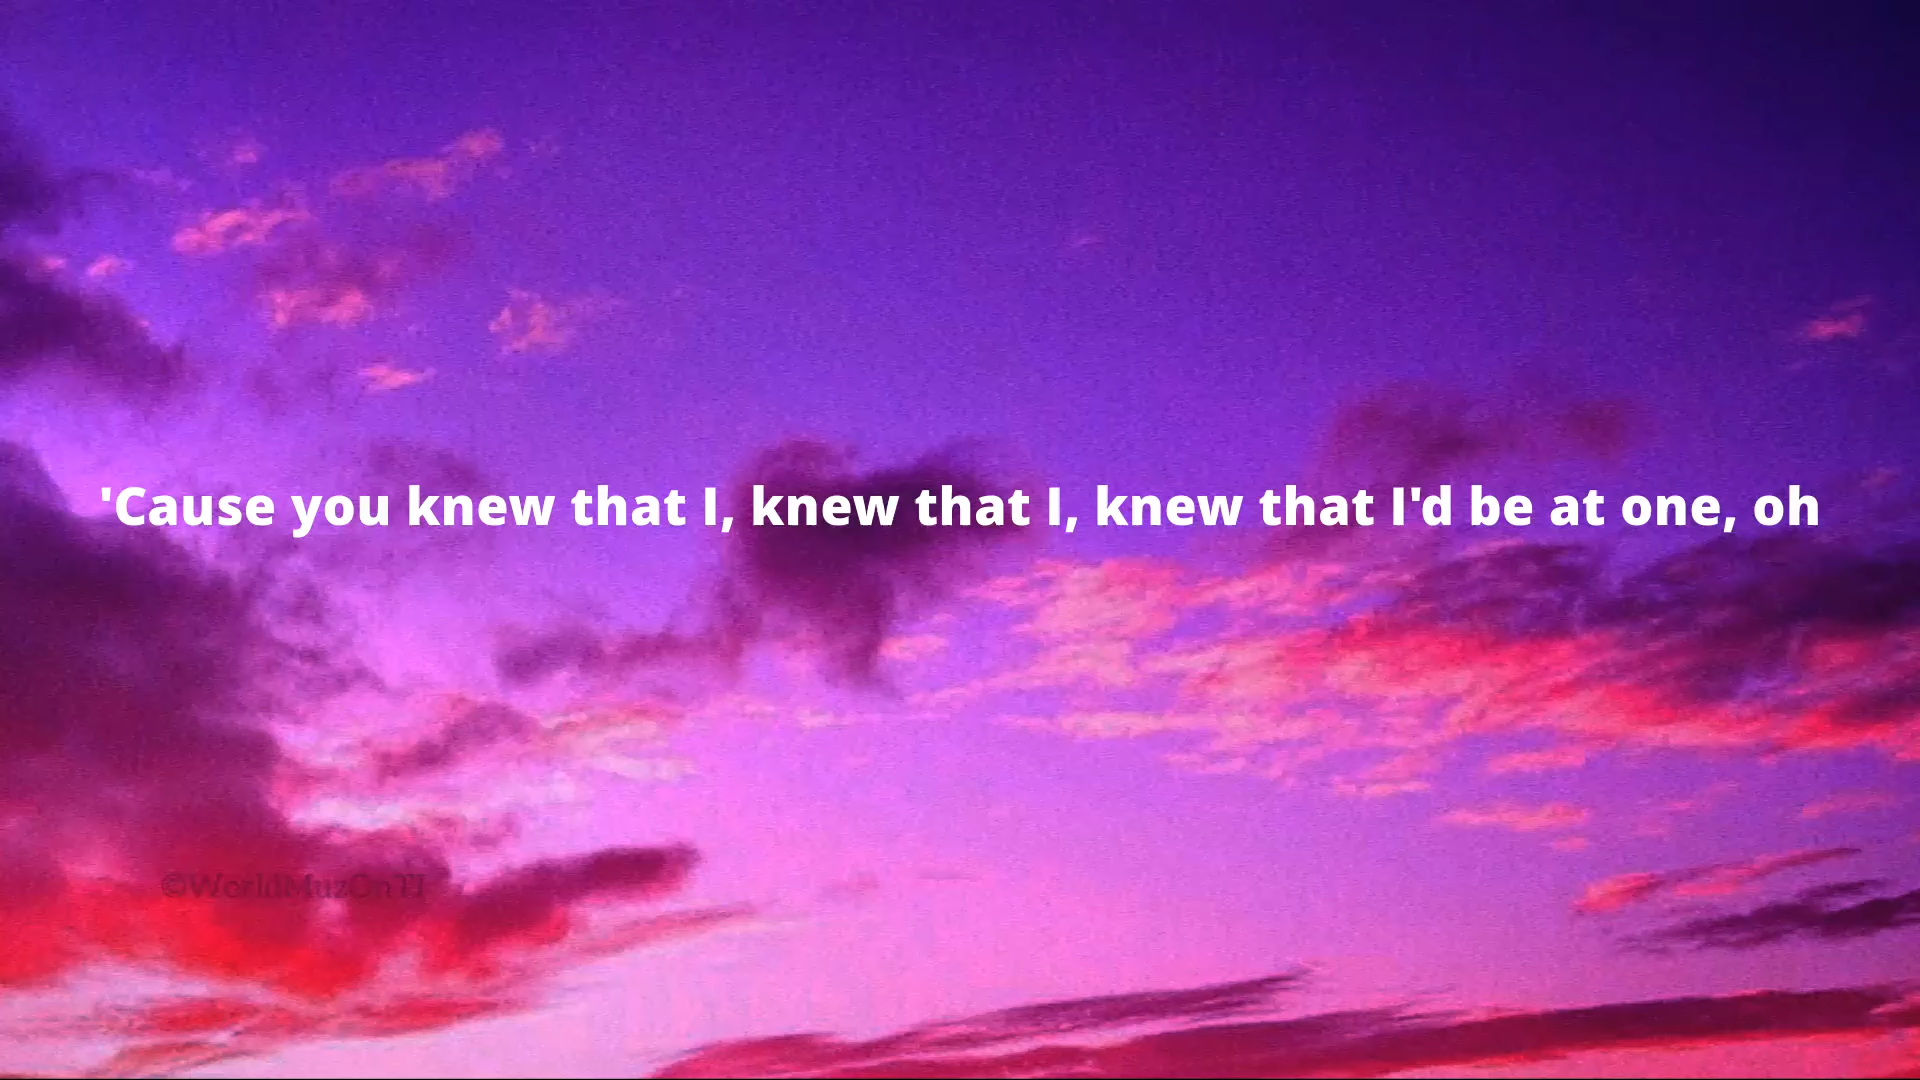 'Cause you knew that I, knew that I, knew that I'd be at one, oh
©WorldMuzOnTJ